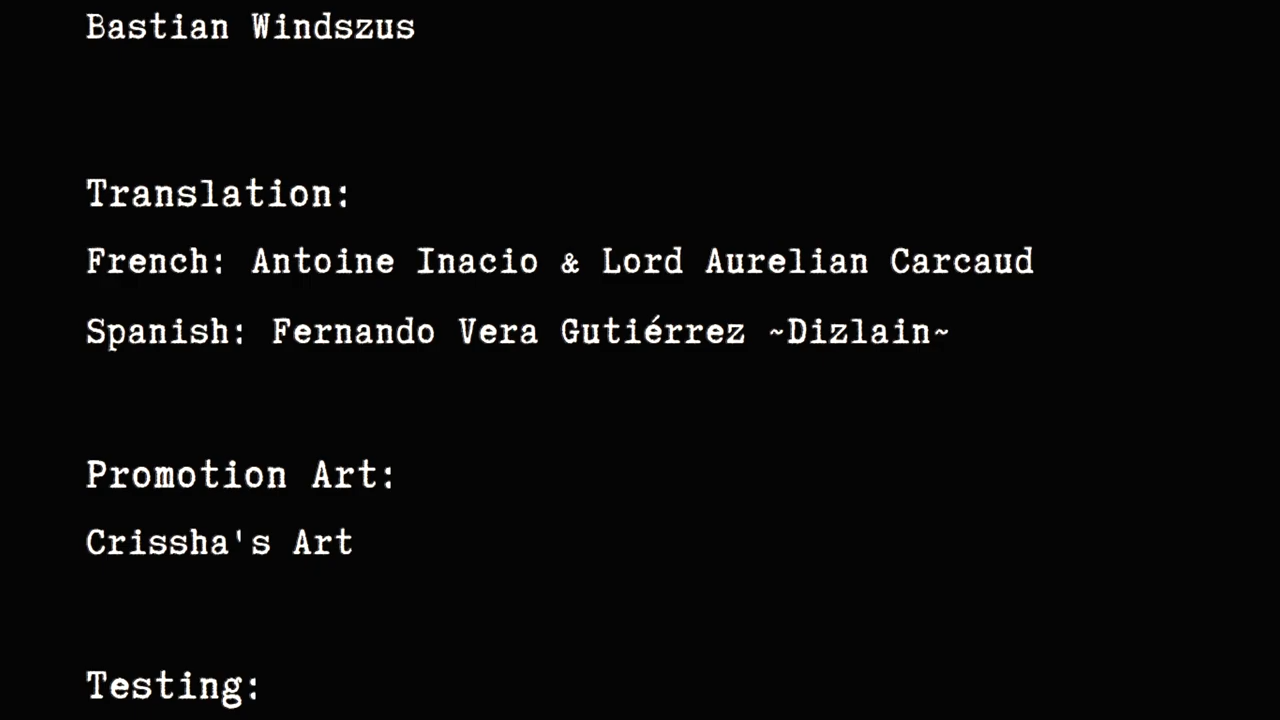 Bastian Windszus
Translation:
French: Antoine Inacio & Lord Aurelian Carcaud
Spanish: Fernando Vera Gutiérrez ~Dizlain~
Promotion Art:
Crissha's Art
Testing: